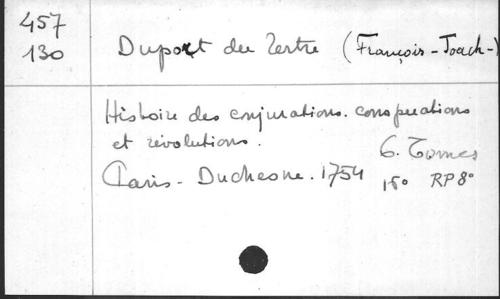 457
130
Duport du Tertre (François-Joach-)
Histoire des conjurations. conspirations
et révolutions.
6. Tomes
Paris - Duchesne. 1754
18° RP 8°